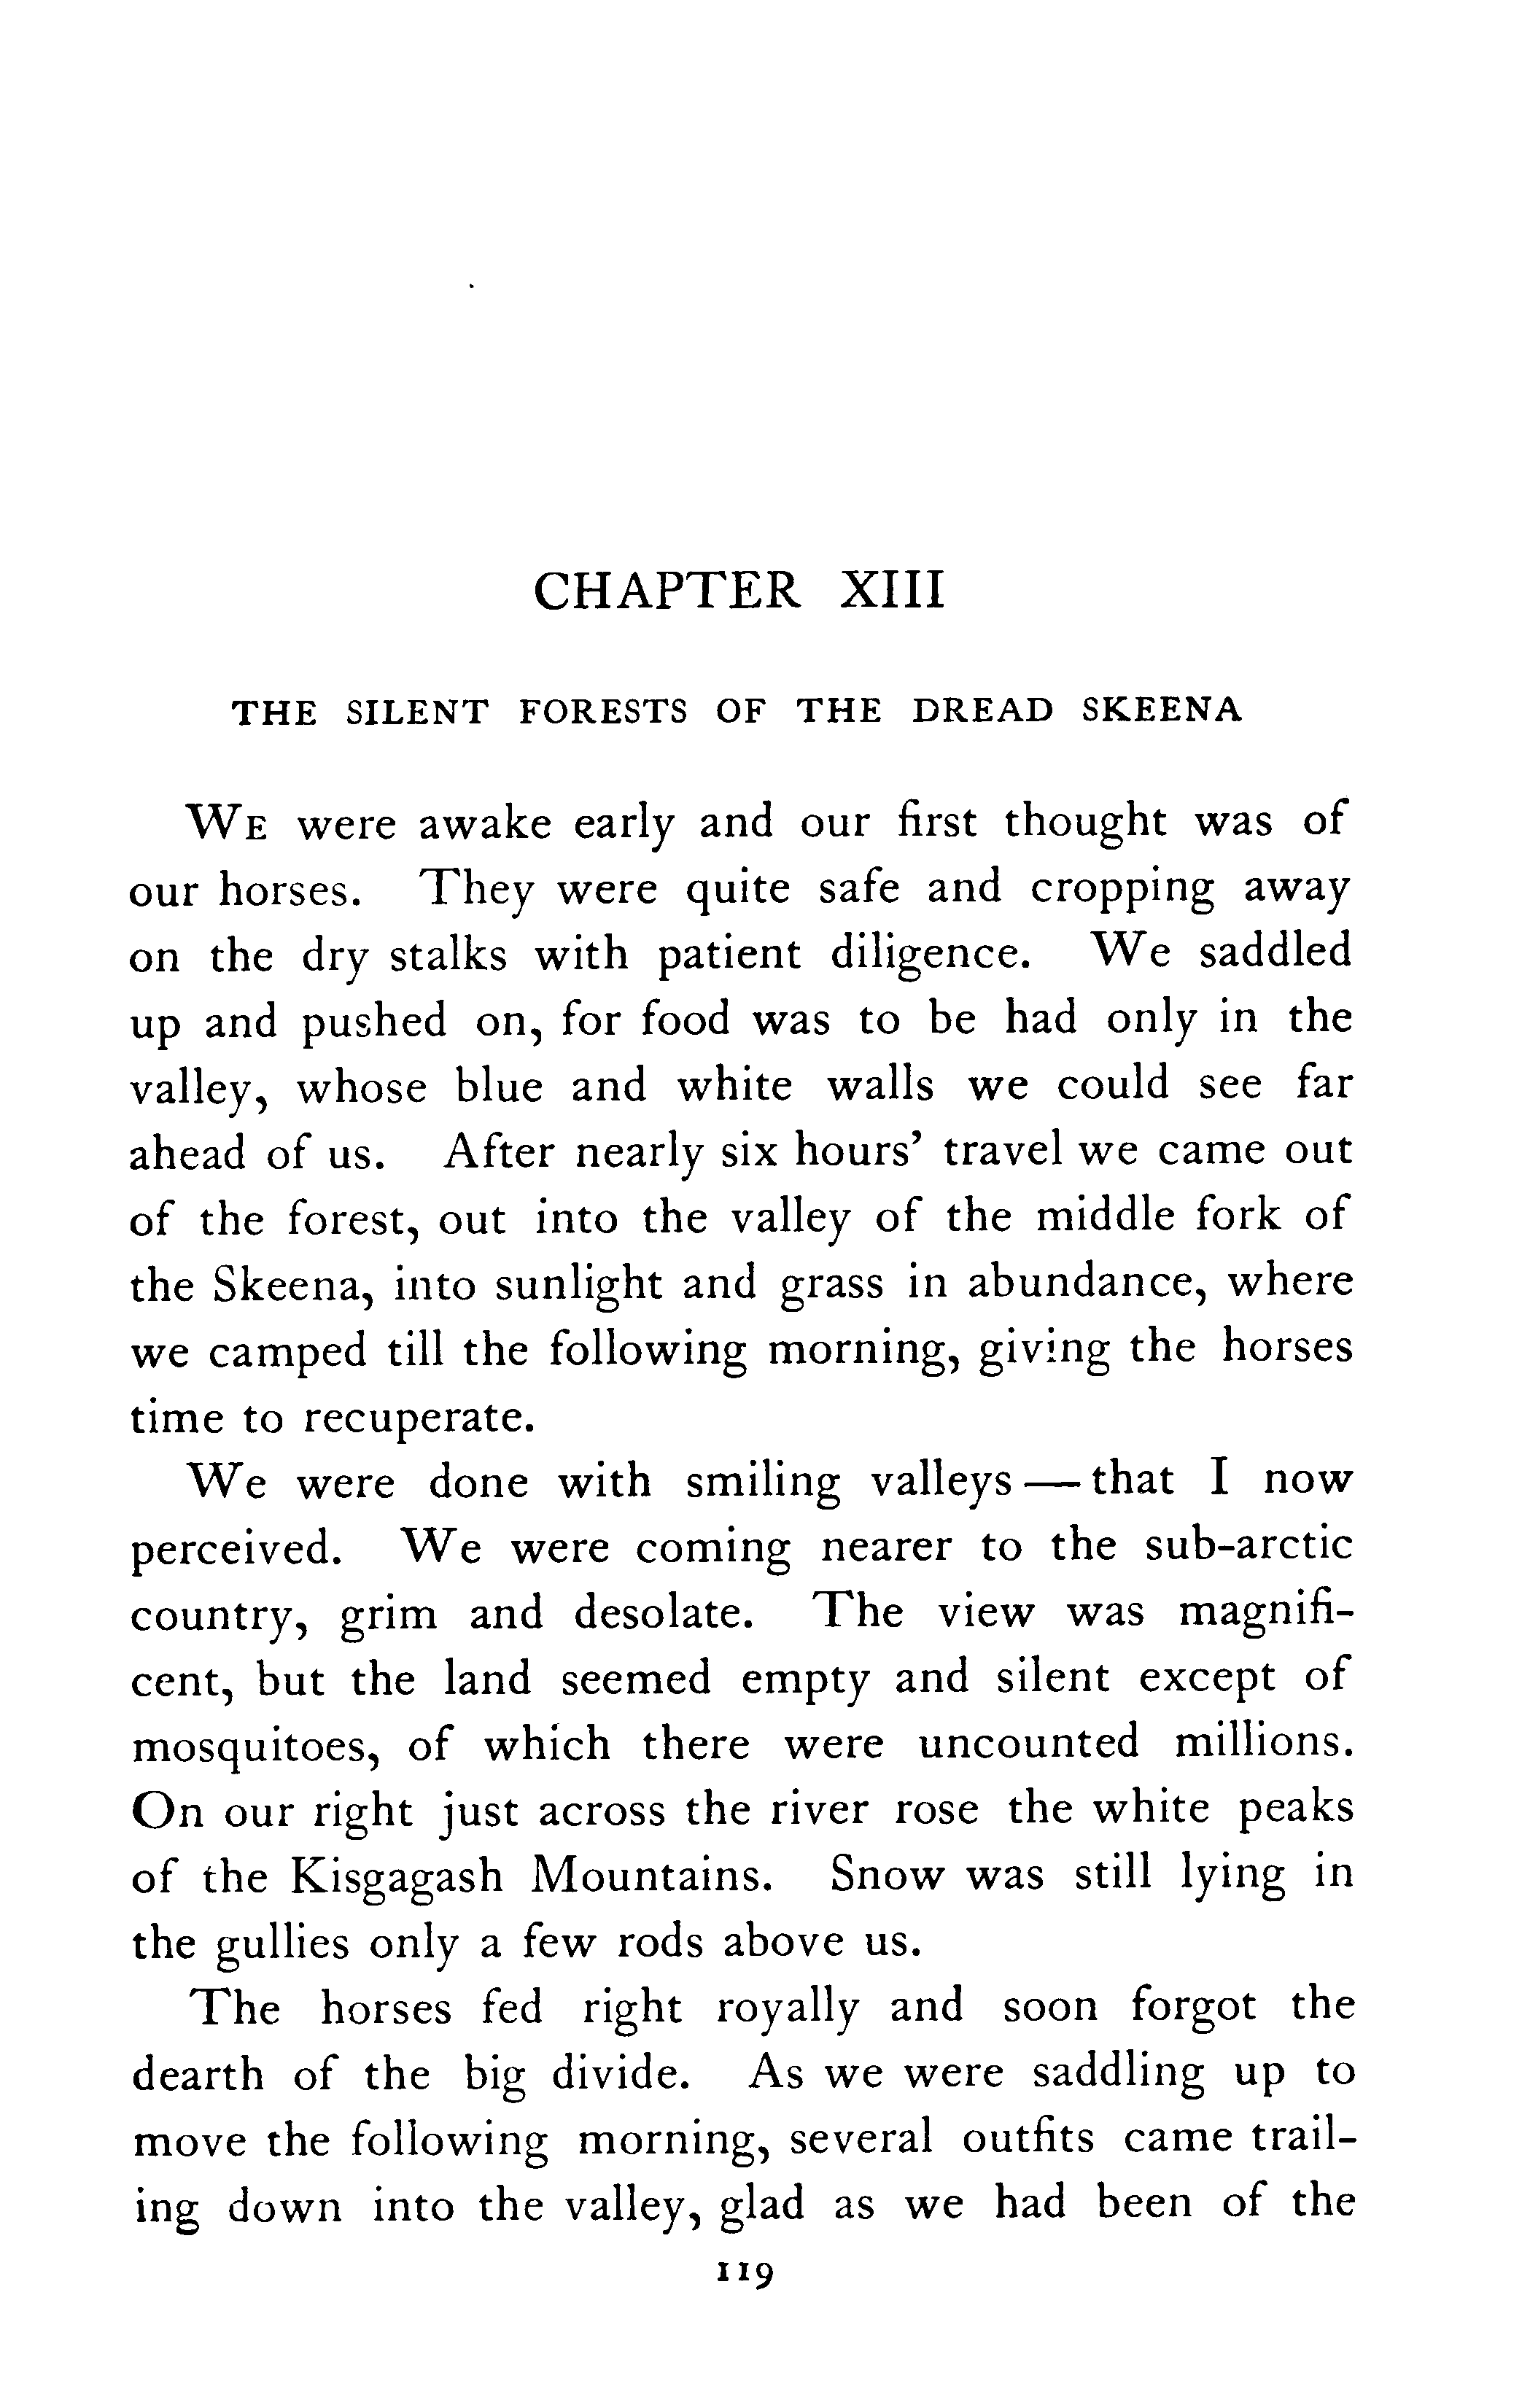 CHAPTER XIII
THE SILENT FORESTS OF THE DREAD SKEENA
WE were awake early and our first thought was of
our horses. They were quite safe and cropping away
on the dry stalks with patient diligence. We saddled
up and pushed on, for food was to be had only in the
valley, whose blue and white walls we could see far
ahead of us. After nearly six hours’ travel we came out
of the forest, out into the valley of the middle fork of
the Skeena, into sunlight and grass in abundance, where
we camped till the following morning, giving the horses
time to recuperate.
We were done with smiling valleys — that I now
perceived. We were coming nearer to the sub-arctic
country, grim and desolate. The view was magnifi-
cent, but the land seemed empty and silent except of
mosquitoes, of which there were uncounted millions.
On our right just across the river rose the white peaks
of the Kisgagash Mountains. Snow was still lying in
the gullies only a few rods above us.
The horses fed right royally and soon forgot the
dearth of the big divide. As we were saddling up to
move the following morning, several outfits came trail-
ing down into the valley, glad as we had been of the
119